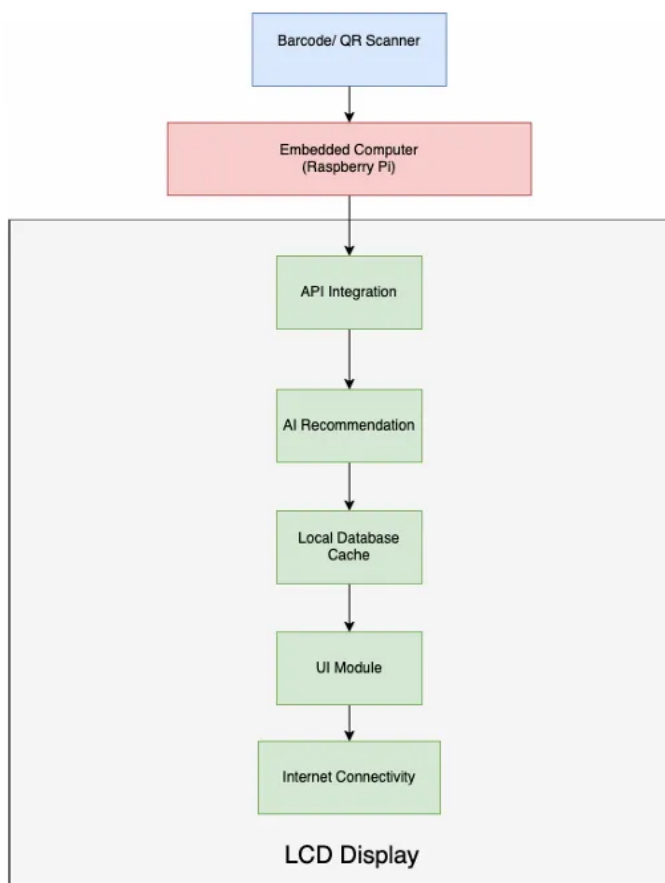 Barcode/ QR Scanner
Embedded Computer
(Raspberry Pi)
API Integration
AI Recommendation
Local Database
Cache
UI Module
Internet Connectivity
LCD Display